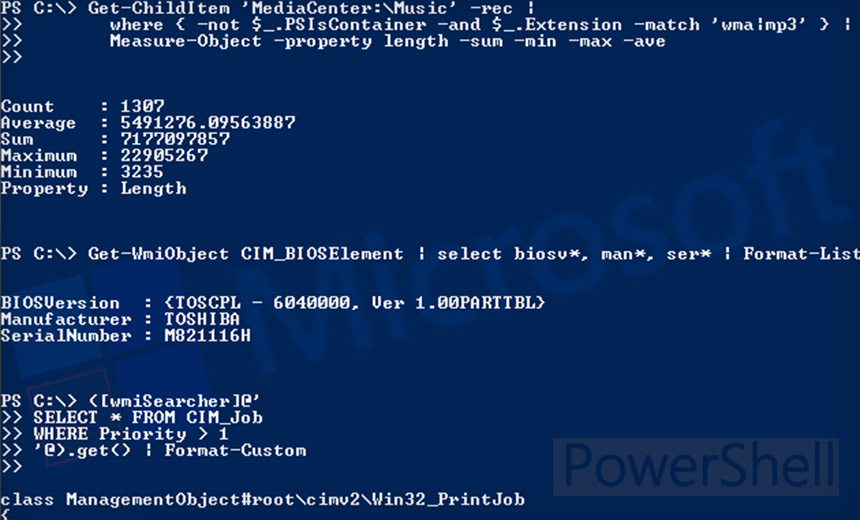 PS C:\> Get-ChildItem 'MediaCenter:\Music' -rec |
>>        where { -not $_.PSIsContainer -and $_.Extension -match 'wma|mp3' } |
>>        Measure-Object -property length -sum -min -max -ave
>>
Count    : 1307
Average  : 5491276.09563887
Sum      : 7177097857
Maximum  : 22905267
Minimum  : 3235
Property : Length
PS C:\> Get-WmiObject CIM_BIOSElement | select biosv*, man*, ser* | Format-List
BIOSVersion  : {TOSCPL - 6040000, Ver 1.00PARTTBL}
Manufacturer : TOSHIBA
SerialNumber : M821116H
PS C:\> ([wmiSearcher]@'
>> SELECT * FROM CIM_Job
>> WHERE Priority > 1
>> '@).get() | Format-Custom
>>
class ManagementObject#root\cimv2\Win32_PrintJob
{
Microsoft
PowerShell